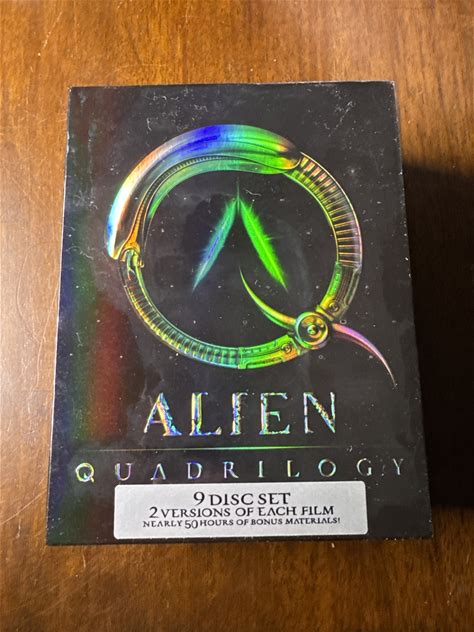 ALIEN
QUADRILOGY
9 DISC SET
2 VERSIONS OF EACH FILM
NEARLY 50 HOURS OF BONUS MATERIALS!